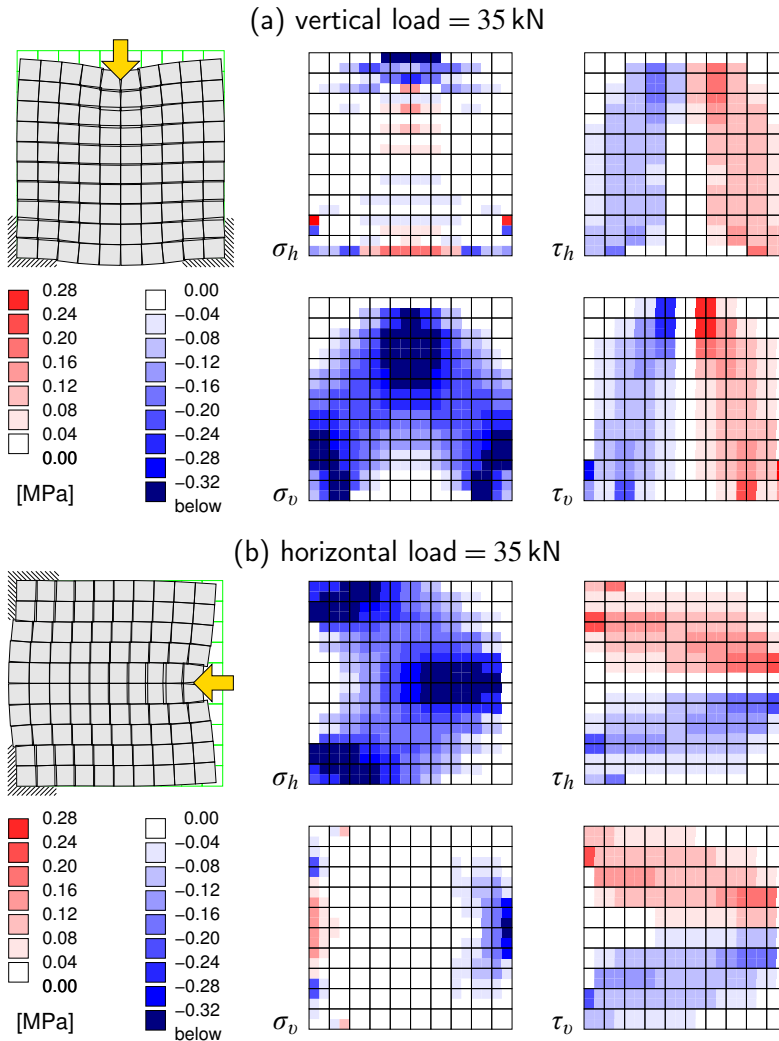 (a) vertical load = 35 kN
σh
τh
0.28
0.24
0.20
0.16
0.12
0.08
0.04
0.00
[MPa]
0.00
−0.04
−0.08
−0.12
−0.16
−0.20
−0.24
−0.28
−0.32
below
σv
τv
(b) horizontal load = 35 kN
σh
τh
0.28
0.24
0.20
0.16
0.12
0.08
0.04
0.00
[MPa]
0.00
−0.04
−0.08
−0.12
−0.16
−0.20
−0.24
−0.28
−0.32
below
σv
τv